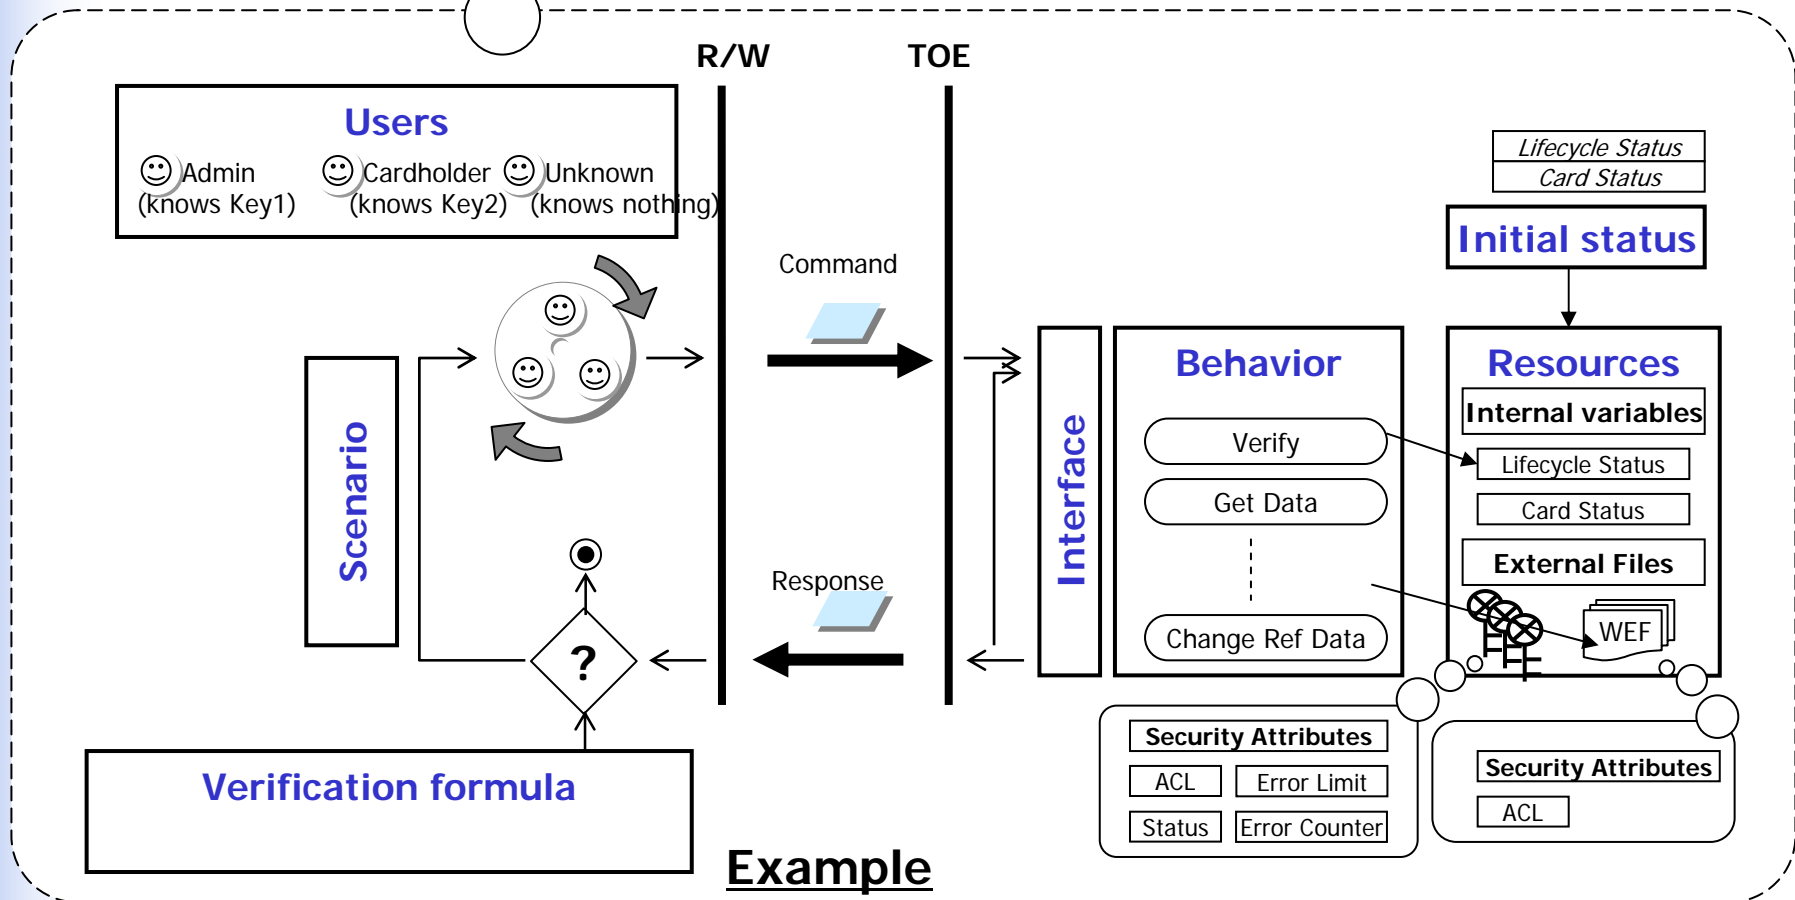 R/W
TOE
Users
Admin
(knows Key1)
Cardholder
(knows Key2)
Unknown
(knows nothing)
Lifecycle Status
Card Status
Initial status
Command
Scenario
Interface
Behavior
Verify
Get Data
Change Ref Data
Resources
Internal variables
Lifecycle Status
Card Status
External Files
WEF
Response
?
Verification formula
Security Attributes
ACL
Error Limit
Status
Error Counter
Security Attributes
ACL
Example